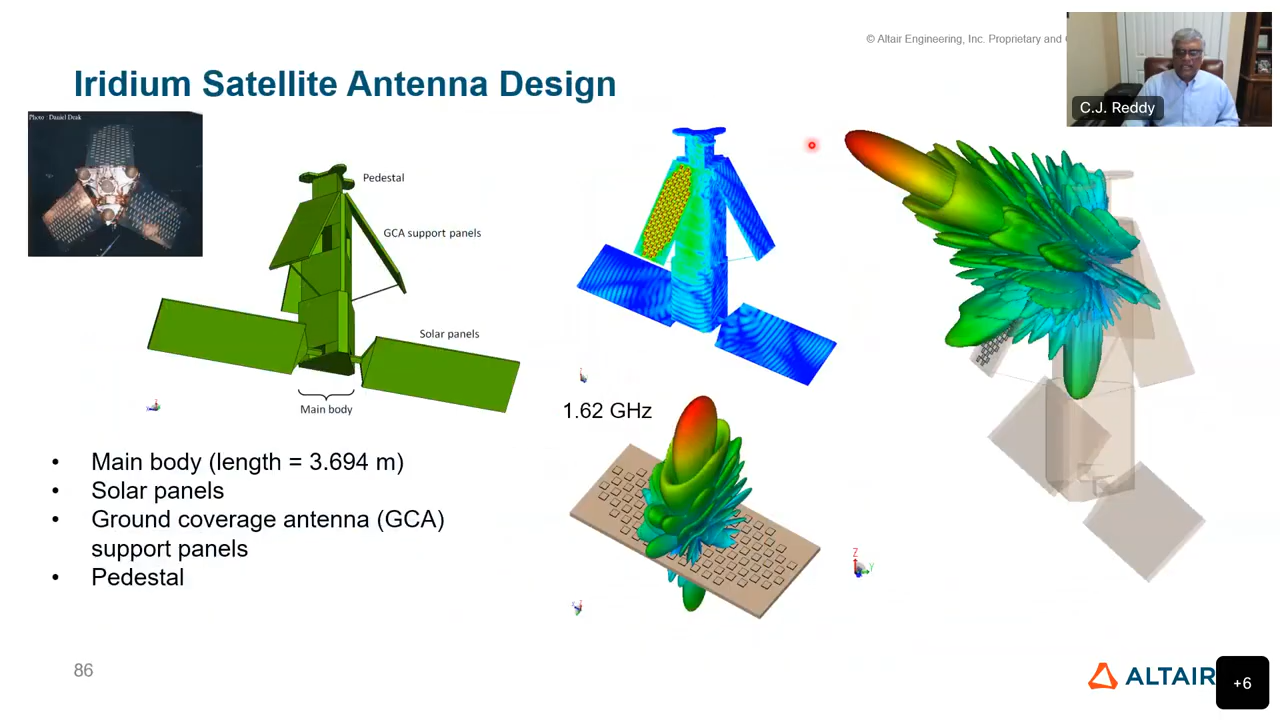 © Altair Engineering, Inc. Proprietary and
Iridium Satellite Antenna Design
C.J. Reddy
Photo : Daniel Deak
Pedestal
GCA support panels
Solar panels
Main body
1.62 GHz
• Main body (length = 3.694 m)
• Solar panels
• Ground coverage antenna (GCA)
support panels
• Pedestal
Z
Y
86
ALTAIR
+6